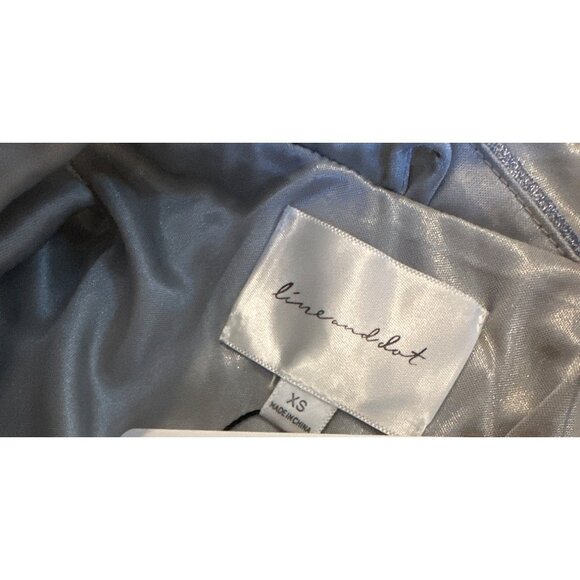 line and dot
XS
MADE IN CHINA